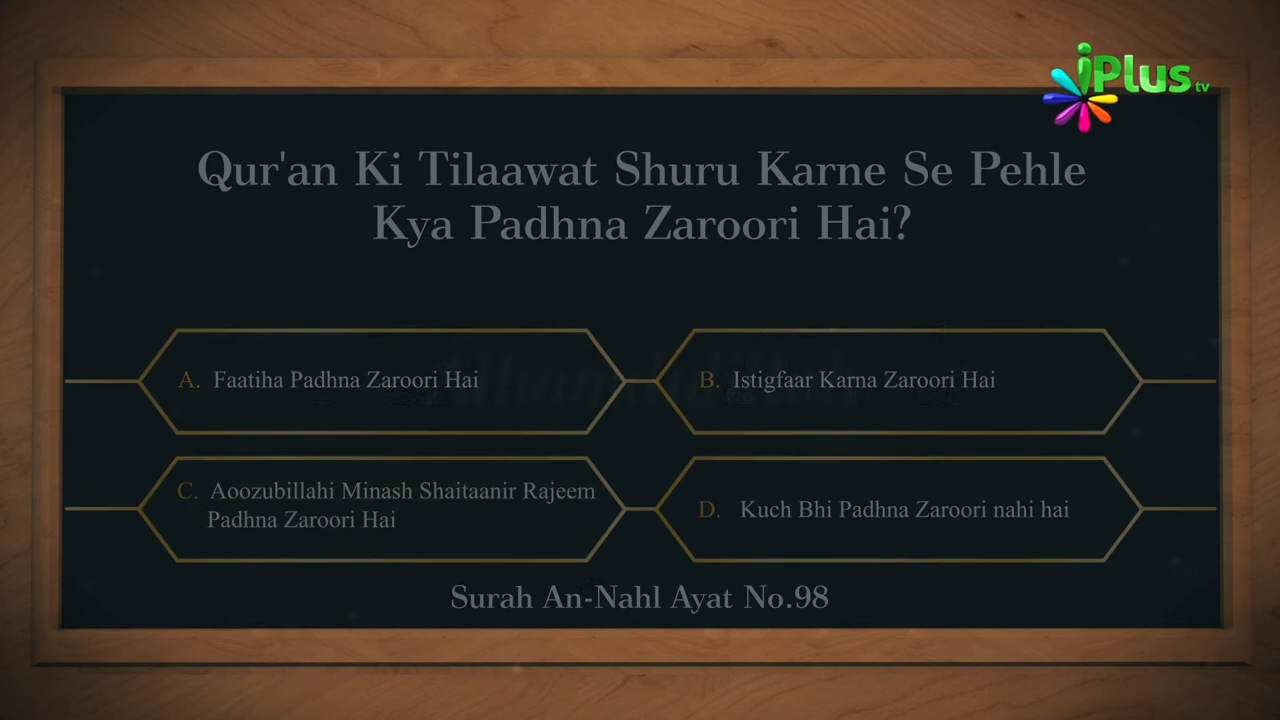 iPlus tv
Qur'an Ki Tilaawat Shuru Karne Se Pehle
Kya Padhna Zaroori Hai?
A. Faatiha Padhna Zaroori Hai
B. Istigfaar Karna Zaroori Hai
C. Aoozubillahi Minash Shaitaanir Rajeem
Padhna Zaroori Hai
D. Kuch Bhi Padhna Zaroori nahi hai
Surah An-Nahl Ayat No.98